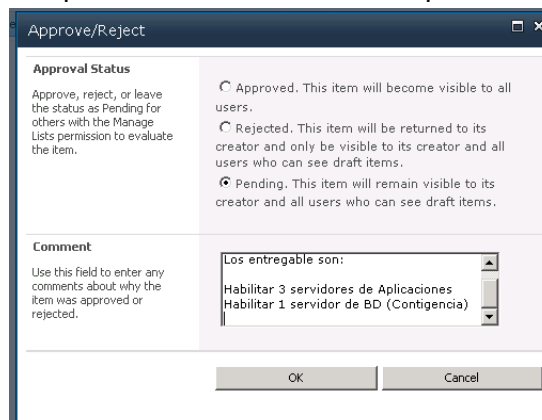 Approve/Reject
Approval Status
Approve, reject, or leave
the status as Pending for
others with the Manage
Lists permission to evaluate
the item.
Approved. This item will become visible to all
users.
Rejected. This item will be returned to its
creator and only be visible to its creator and all
users who can see draft items.
Pending. This item will remain visible to its
creator and all users who can see draft items.
Comment
Use this field to enter any
comments about why the
item was approved or
rejected.
Los entregable son:
Habilitar 3 servidores de Aplicaciones
Habilitar 1 servidor de BD (Contigencia)
OK
Cancel